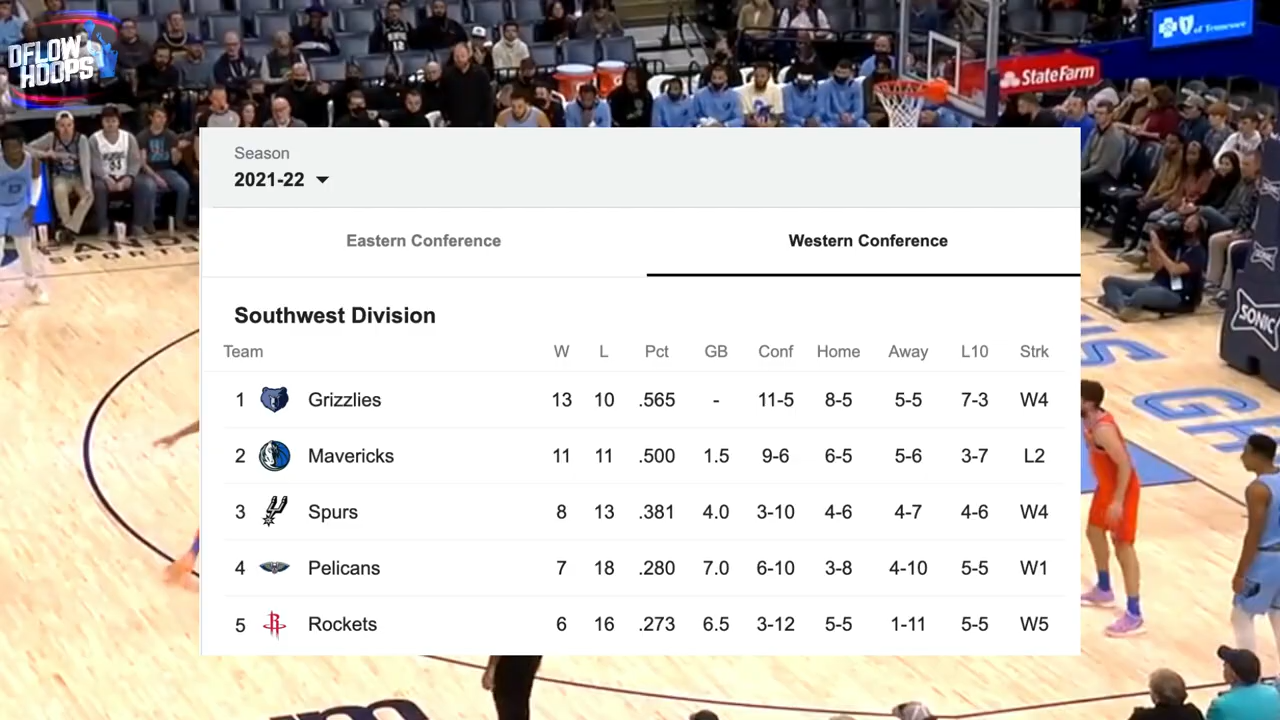 DFLOW
HOOPS
of Tennessee
StateFarm
Season
2021-22
Eastern Conference
Western Conference
Southwest Division
Team W L Pct GB Conf Home Away L10 Strk
1 Grizzlies 13 10 .565 - 11-5 8-5 5-5 7-3 W4
2 Mavericks 11 11 .500 1.5 9-6 6-5 5-6 3-7 L2
3 Spurs 8 13 .381 4.0 3-10 4-6 4-7 4-6 W4
4 Pelicans 7 18 .280 7.0 6-10 3-8 4-10 5-5 W1
5 Rockets 6 16 .273 6.5 3-12 5-5 1-11 5-5 W5
SONIC